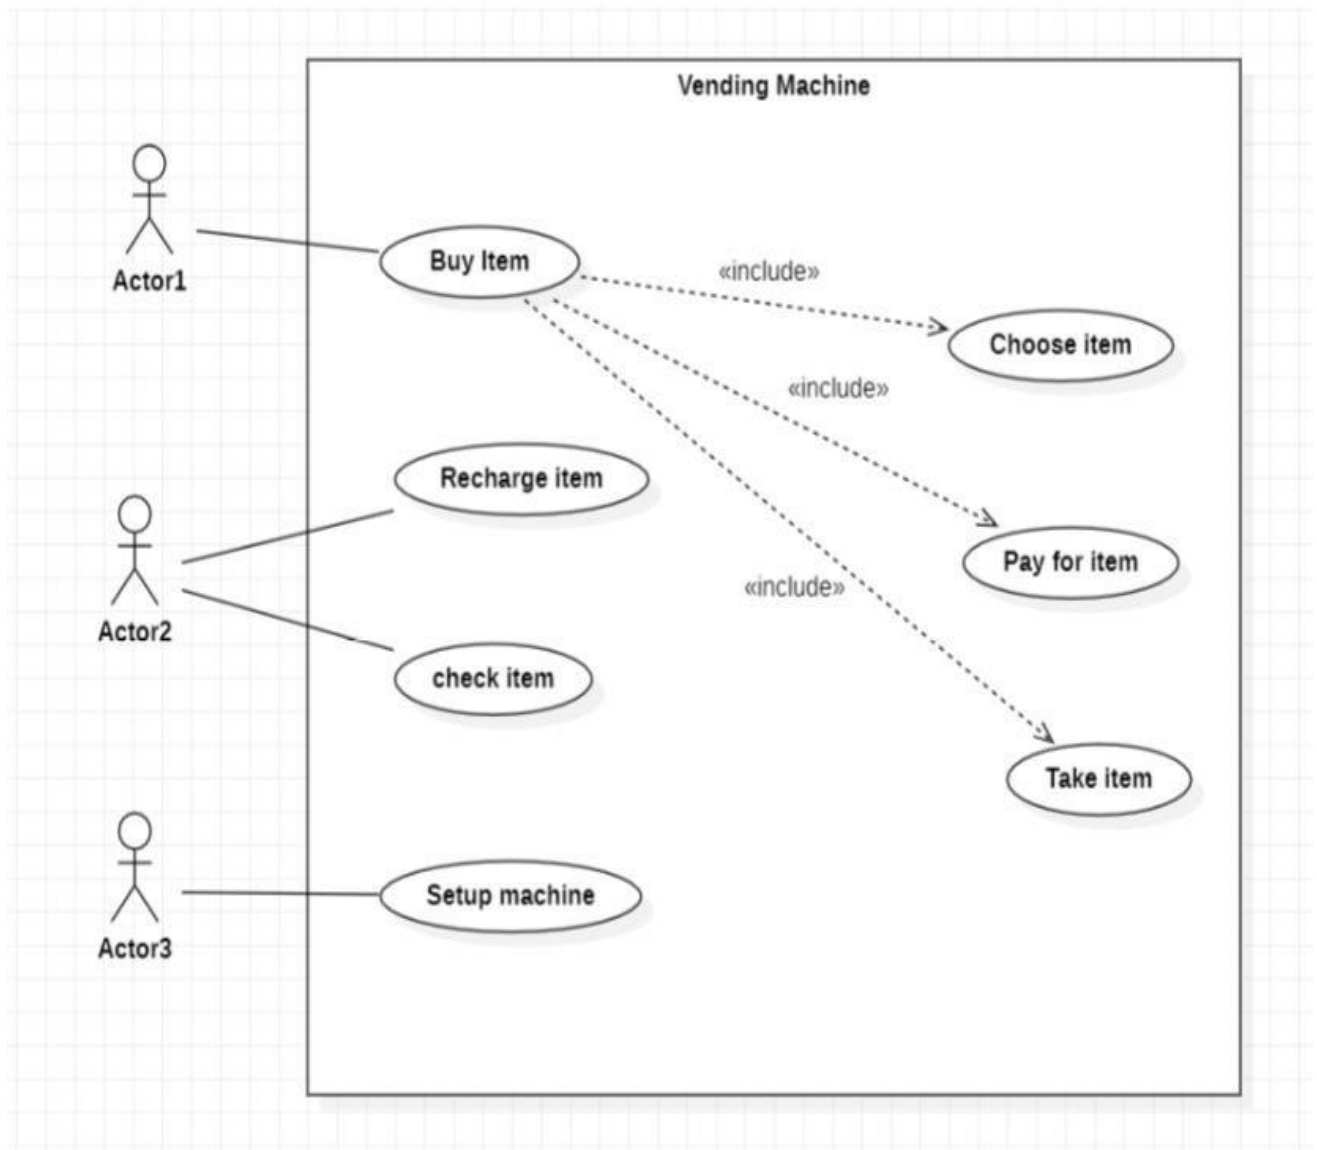 Vending Machine
Actor1
Buy Item
«include»
Choose item
«include»
Recharge item
Actor2
Pay for item
«include»
check item
Take item
Actor3
Setup machine